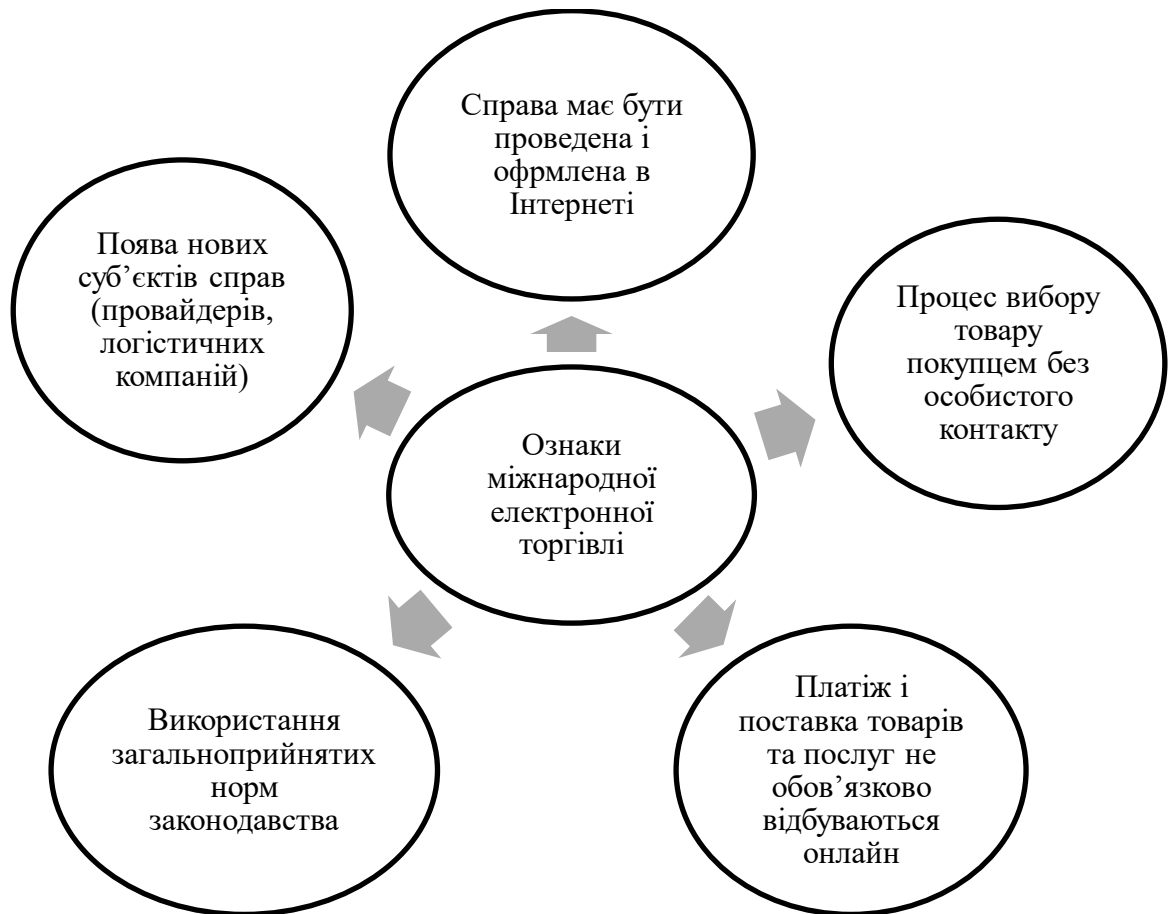 Справа має бути
проведена і
офрмлена в
Інтернеті
Поява нових
суб’єктів справ
(провайдерів,
логістичних
компаній)
Процес вибору
товару
покупцем без
особистого
контакту
Ознаки
міжнародної
електронної
торгівлі
Використання
загальноприйнятих
норм
законодавства
Платіж і
поставка товарів
та послуг не
обов’язково
відбуваються
онлайн